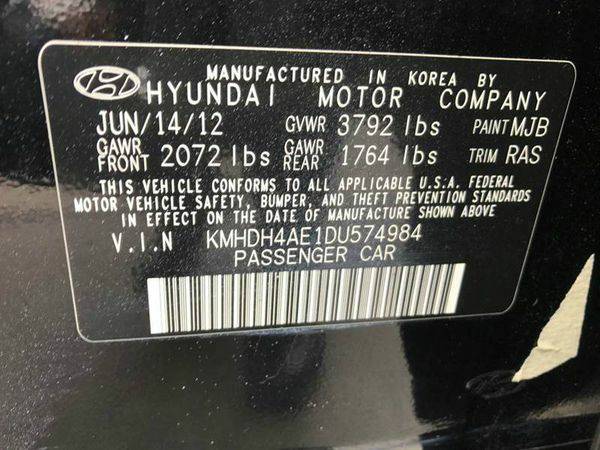 MANUFACTURED IN KOREA BY
HYUNDAI MOTOR COMPANY
JUN/14/12 GVWR 3792 lbs PAINT MJB
GAWR FRONT 2072 lbs GAWR REAR 1764 lbs TRIM RAS
THIS VEHICLE CONFORMS TO ALL APPLICABLE U.S.A. FEDERAL
MOTOR VEHICLE SAFETY, BUMPER, AND THEFT PREVENTION STANDARDS
IN EFFECT ON THE DATE OF MANUFACTURE SHOWN ABOVE
V.I.N KMHDH4AE1DU574984
PASSENGER CAR